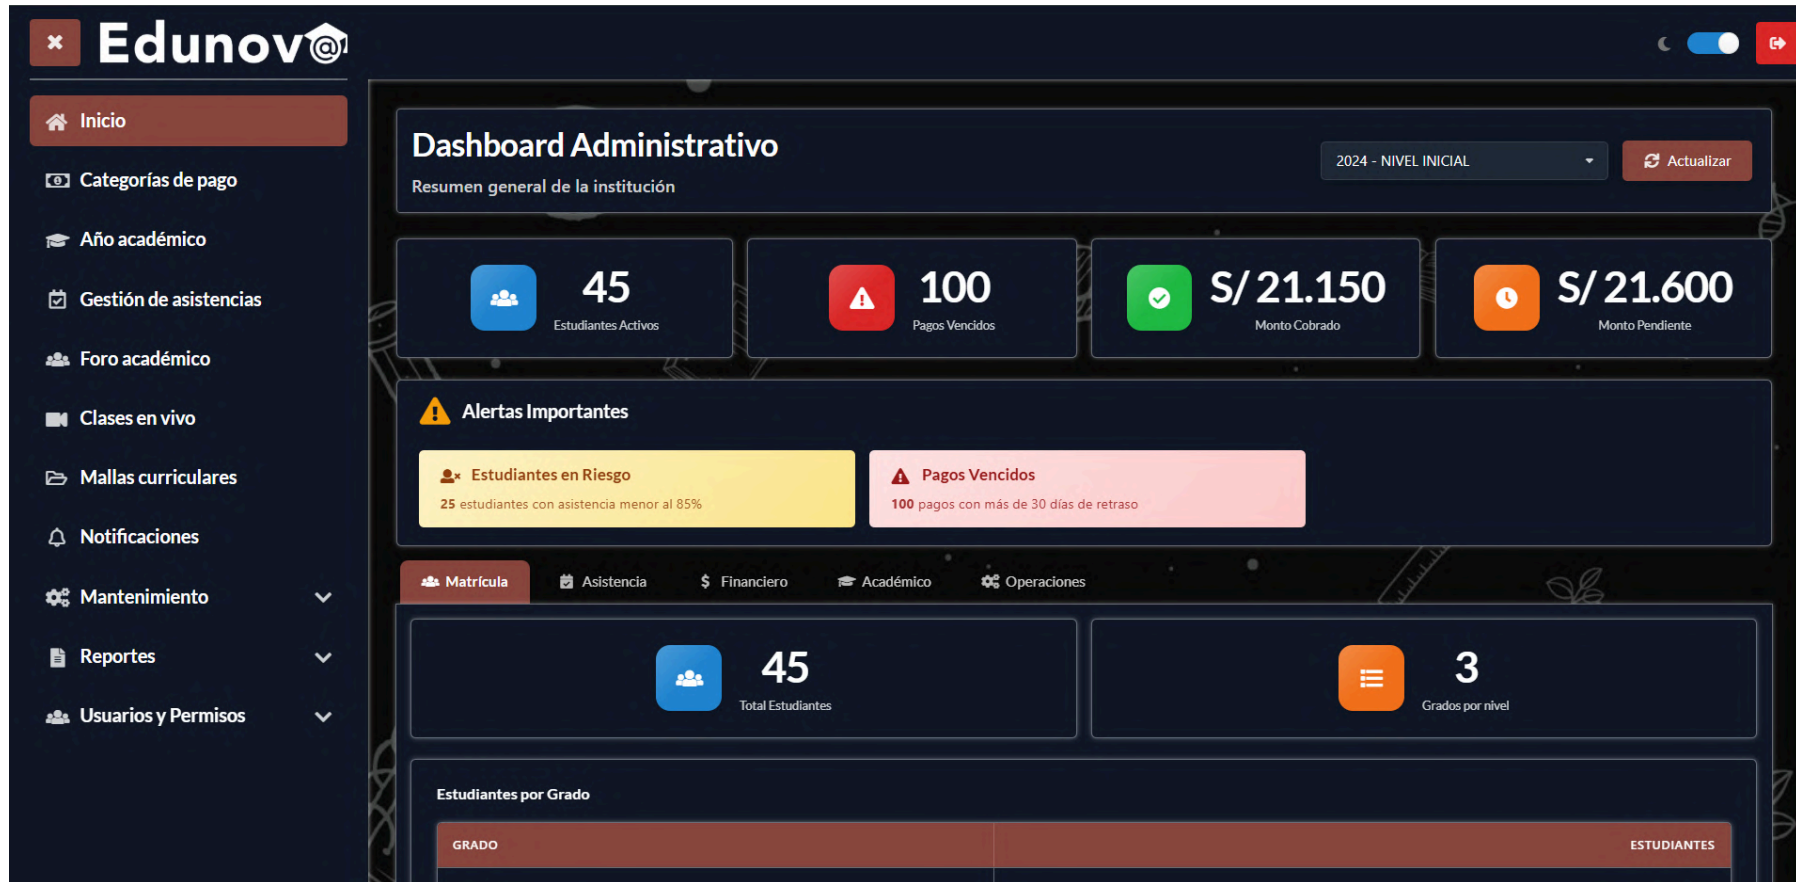 Edunov@
Inicio
Categorías de pago
Año académico
Gestión de asistencias
Foro académico
Clases en vivo
Mallas curriculares
Notificaciones
Mantenimiento
Reportes
Usuarios y Permisos
Dashboard Administrativo
Resumen general de la institución
2024 - NIVEL INICIAL
Actualizar
45
Estudiantes Activos
100
Pagos Vencidos
S/ 21.150
Monto Cobrado
S/ 21.600
Monto Pendiente
Alertas Importantes
Estudiantes en Riesgo
25 estudiantes con asistencia menor al 85%
Pagos Vencidos
100 pagos con más de 30 días de retraso
Matrícula Asistencia $ Financiero Académico Operaciones
45
Total Estudiantes
3
Grados por nivel
Estudiantes por Grado
GRADO ESTUDIANTES